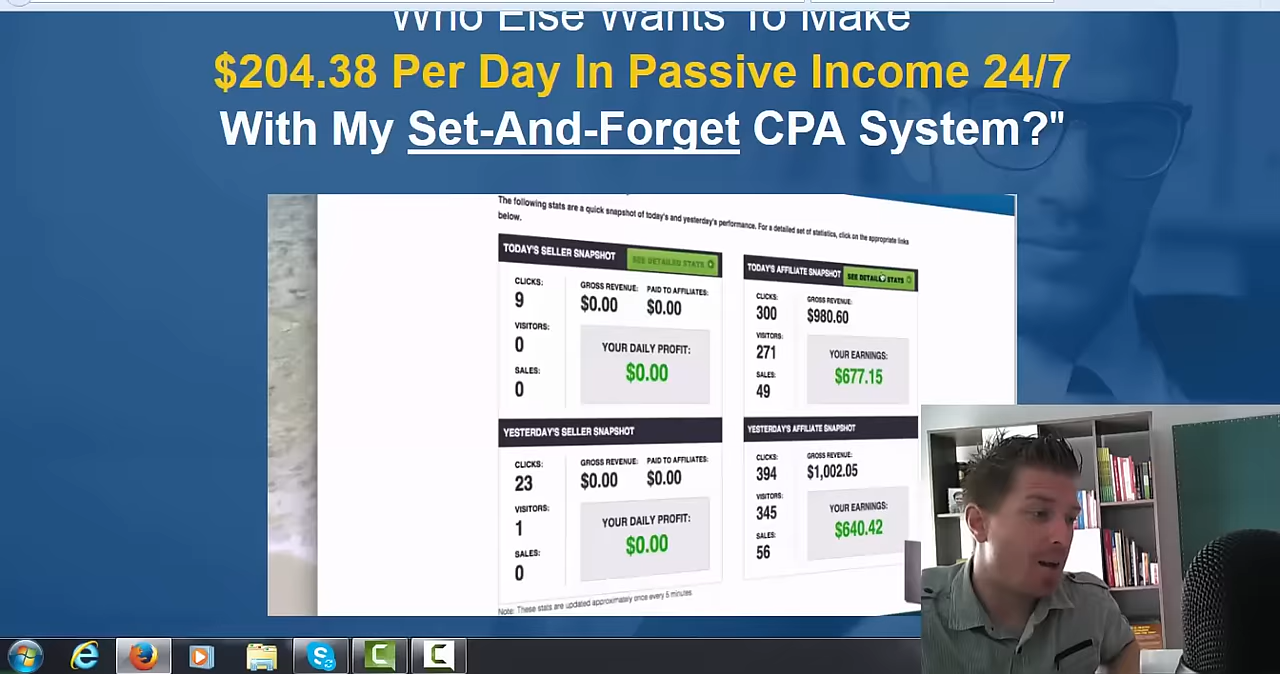 Who Else Wants To Make
$204.38 Per Day In Passive Income 24/7
With My Set-And-Forget CPA System?"
The following stats are a quick snapshot of today's and yesterday's performance. For a detailed set of statistics, click on the appropriate links
below.
TODAY'S SELLER SNAPSHOT
SEE DETAILED STATS
CLICKS:
9
GROSS REVENUE:
$0.00
PAID TO AFFILIATES:
$0.00
VISITORS:
0
YOUR DAILY PROFIT:
$0.00
SALES:
0
TODAY'S AFFILIATE SNAPSHOT
SEE DETAILED STATS
CLICKS:
300
GROSS REVENUE:
$980.60
VISITORS:
271
YOUR EARNINGS:
$677.15
SALES:
49
YESTERDAY'S SELLER SNAPSHOT
CLICKS:
23
GROSS REVENUE:
$0.00
PAID TO AFFILIATES:
$0.00
VISITORS:
1
YOUR DAILY PROFIT:
$0.00
SALES:
0
YESTERDAY'S AFFILIATE SNAPSHOT
CLICKS:
394
GROSS REVENUE:
$1,002.05
VISITORS:
345
YOUR EARNINGS:
$640.42
SALES:
56
Note: These stats are updated approximately once every 5 minutes